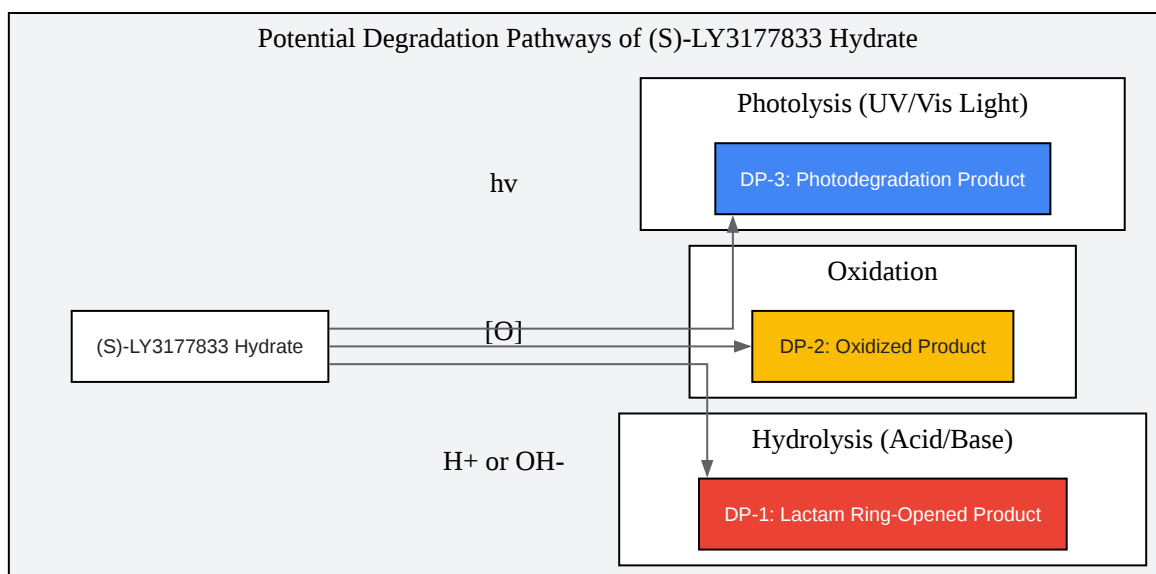 Potential Degradation Pathways of (S)-LY3177833 Hydrate
Photolysis (UV/Vis Light)
DP-3: Photodegradation Product
hv
Oxidation
[O]
(S)-LY3177833 Hydrate
DP-2: Oxidized Product
Hydrolysis (Acid/Base)
H+ or OH-
DP-1: Lactam Ring-Opened Product